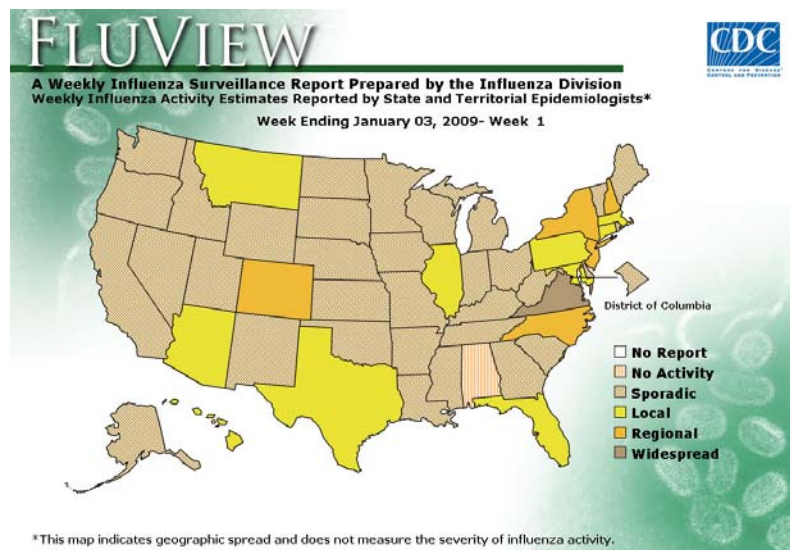 FLUVIEW
CDC
CENTERS FOR DISEASE
CONTROL AND PREVENTION
A Weekly Influenza Surveillance Report Prepared by the Influenza Division
Weekly Influenza Activity Estimates Reported by State and Territorial Epidemiologists*
Week Ending January 03, 2009- Week 1
District of Columbia
No Report
No Activity
Sporadic
Local
Regional
Widespread
*This map indicates geographic spread and does not measure the severity of influenza activity.